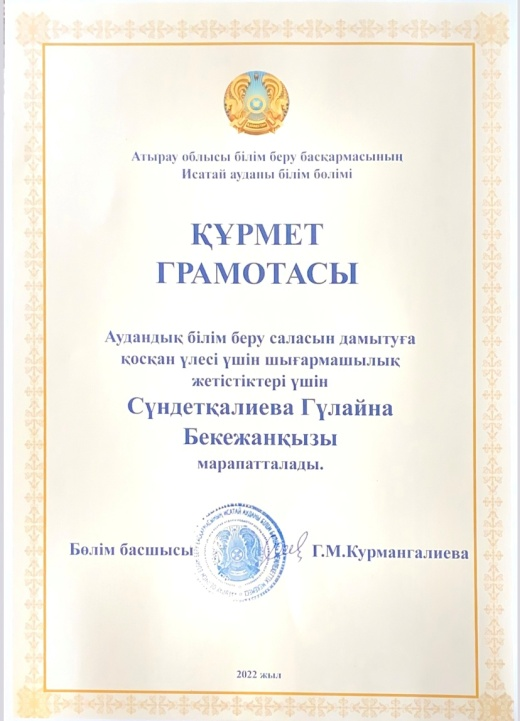 Атырау облысы білім беру басқармасының
Исатай ауданы білім бөлімі
ҚҰРМЕТ
ГРАМОТАСЫ
Аудандық білім беру саласын дамытуға
қосқан үлесі үшін шығармашылық
жетістіктері үшін
Сүндетқалиева Гүлайна
Бекежанқызы
марапатталады.
Бөлім басшысы Г.М.Курмангалиева
2022 жыл